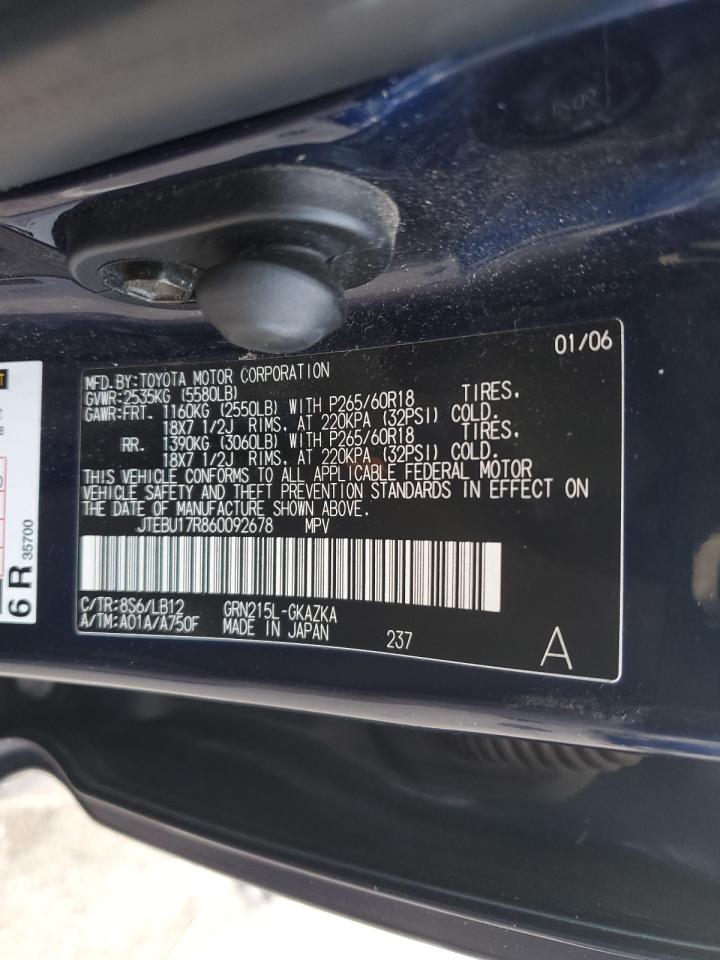 01/06
MFD.BY:TOYOTA MOTOR CORPORATION
GVWR:2535KG (5580LB)
GAWR:FRT. 1160KG (2550LB) WITH P265/60R18 TIRES.
18X7 1/2J RIMS, AT 220KPA (32PSI) COLD.
RR. 1390KG (3060LB) WITH P265/60R18 TIRES.
18X7 1/2J RIMS, AT 220KPA (32PSI) COLD.
THIS VEHICLE CONFORMS TO ALL APPLICABLE FEDERAL MOTOR
VEHICLE SAFETY AND THEFT PREVENTION STANDARDS IN EFFECT ON
THE DATE OF MANUFACTURE SHOWN ABOVE.
JTEBU17R860092678 MPV
C/TR:8S6/LB12 GRN215L-GKAZKA
A/TM:A01A/A750F MADE IN JAPAN 237 A
6 R 35700